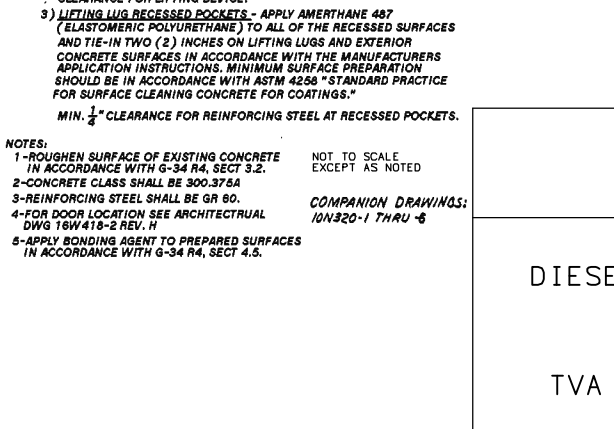 CLEARANCE FOR LIFTING DEVICE.
3) LIFTING LUG RECESSED POCKETS - APPLY AMERTHANE 487
(ELASTOMERIC POLYURETHANE) TO ALL OF THE RECESSED SURFACES
AND TIE-IN TWO (2) INCHES ON LIFTING LUGS AND EXTERIOR
CONCRETE SURFACES IN ACCORDANCE WITH THE MANUFACTURERS
APPLICATION INSTRUCTIONS. MINIMUM SURFACE PREPARATION
SHOULD BE IN ACCORDANCE WITH ASTM 4258 "STANDARD PRACTICE
FOR SURFACE CLEANING CONCRETE FOR COATINGS."
MIN. 1/4" CLEARANCE FOR REINFORCING STEEL AT RECESSED POCKETS.
NOTES:
1-ROUGHEN SURFACE OF EXISTING CONCRETE
IN ACCORDANCE WITH G-34 R4, SECT 3.2.
2-CONCRETE CLASS SHALL BE 300.375A
3-REINFORCING STEEL SHALL BE GR 60.
4-FOR DOOR LOCATION SEE ARCHITECTRUAL
DWG 16W418-2 REV. H
5-APPLY BONDING AGENT TO PREPARED SURFACES
IN ACCORDANCE WITH G-34 R4, SECT 4.5.
NOT TO SCALE
EXCEPT AS NOTED
COMPANION DRAWINGS:
10N320-1 THRU -6
DIESE
TVA